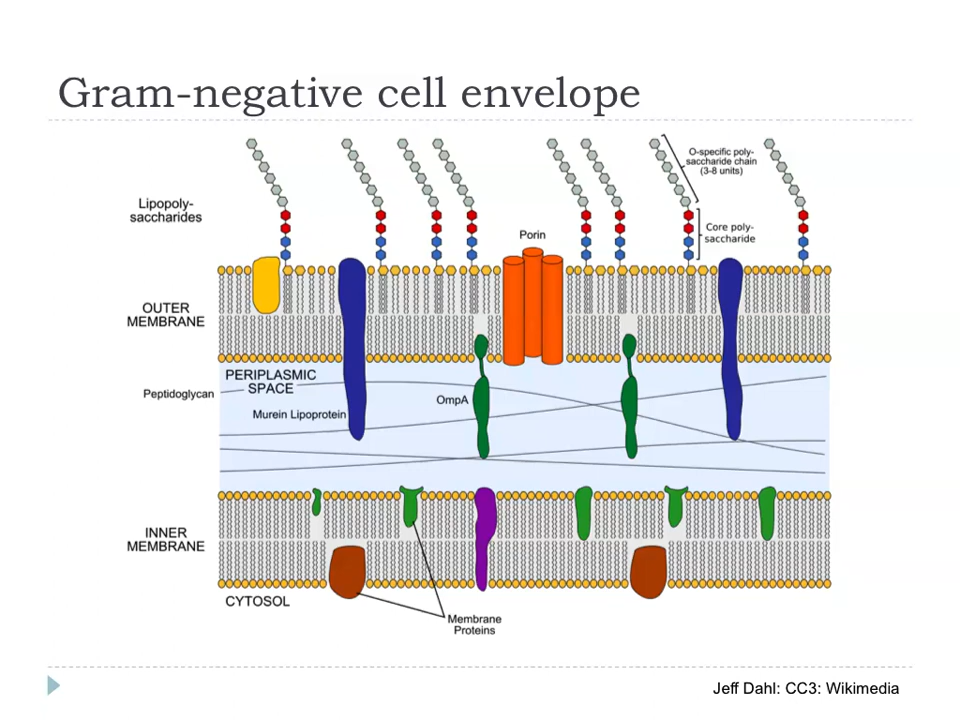 Gram-negative cell envelope
O-specific poly-
saccharide chain
(3-8 units)
Lipopoly-
saccharides
Core poly-
saccharide
Porin
OUTER
MEMBRANE
PERIPLASMIC
SPACE
Peptidoglycan
OmpA
Murein Lipoprotein
INNER
MEMBRANE
CYTOSOL
Membrane
Proteins
Jeff Dahl: CC3: Wikimedia